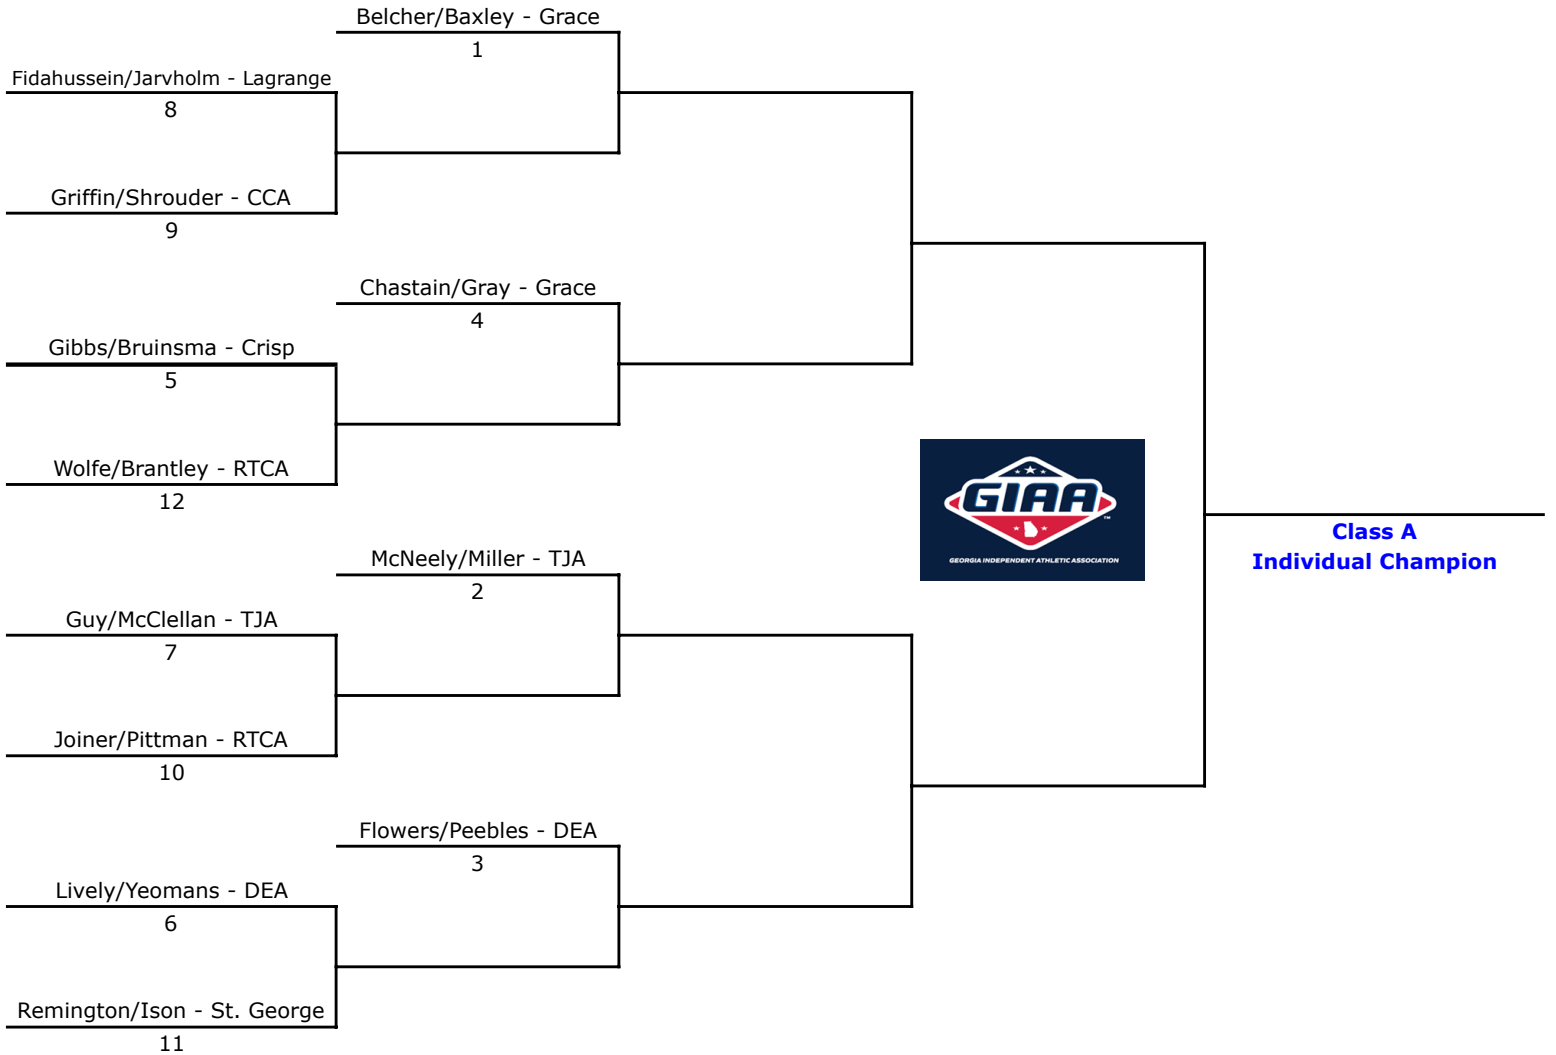 Belcher/Baxley - Grace
1
Fidahussein/Jarvholm - Lagrange
8
Griffin/Shrouder - CCA
9
Chastain/Gray - Grace
4
Gibbs/Bruinsma - Crisp
5
Wolfe/Brantley - RTCA
12
GIAA
TM
GEORGIA INDEPENDENT ATHLETIC ASSOCIATION
Class A
Individual Champion
McNeely/Miller - TJA
2
Guy/McClellan - TJA
7
Joiner/Pittman - RTCA
10
Flowers/Peebles - DEA
3
Lively/Yeomans - DEA
6
Remington/Ison - St. George
11